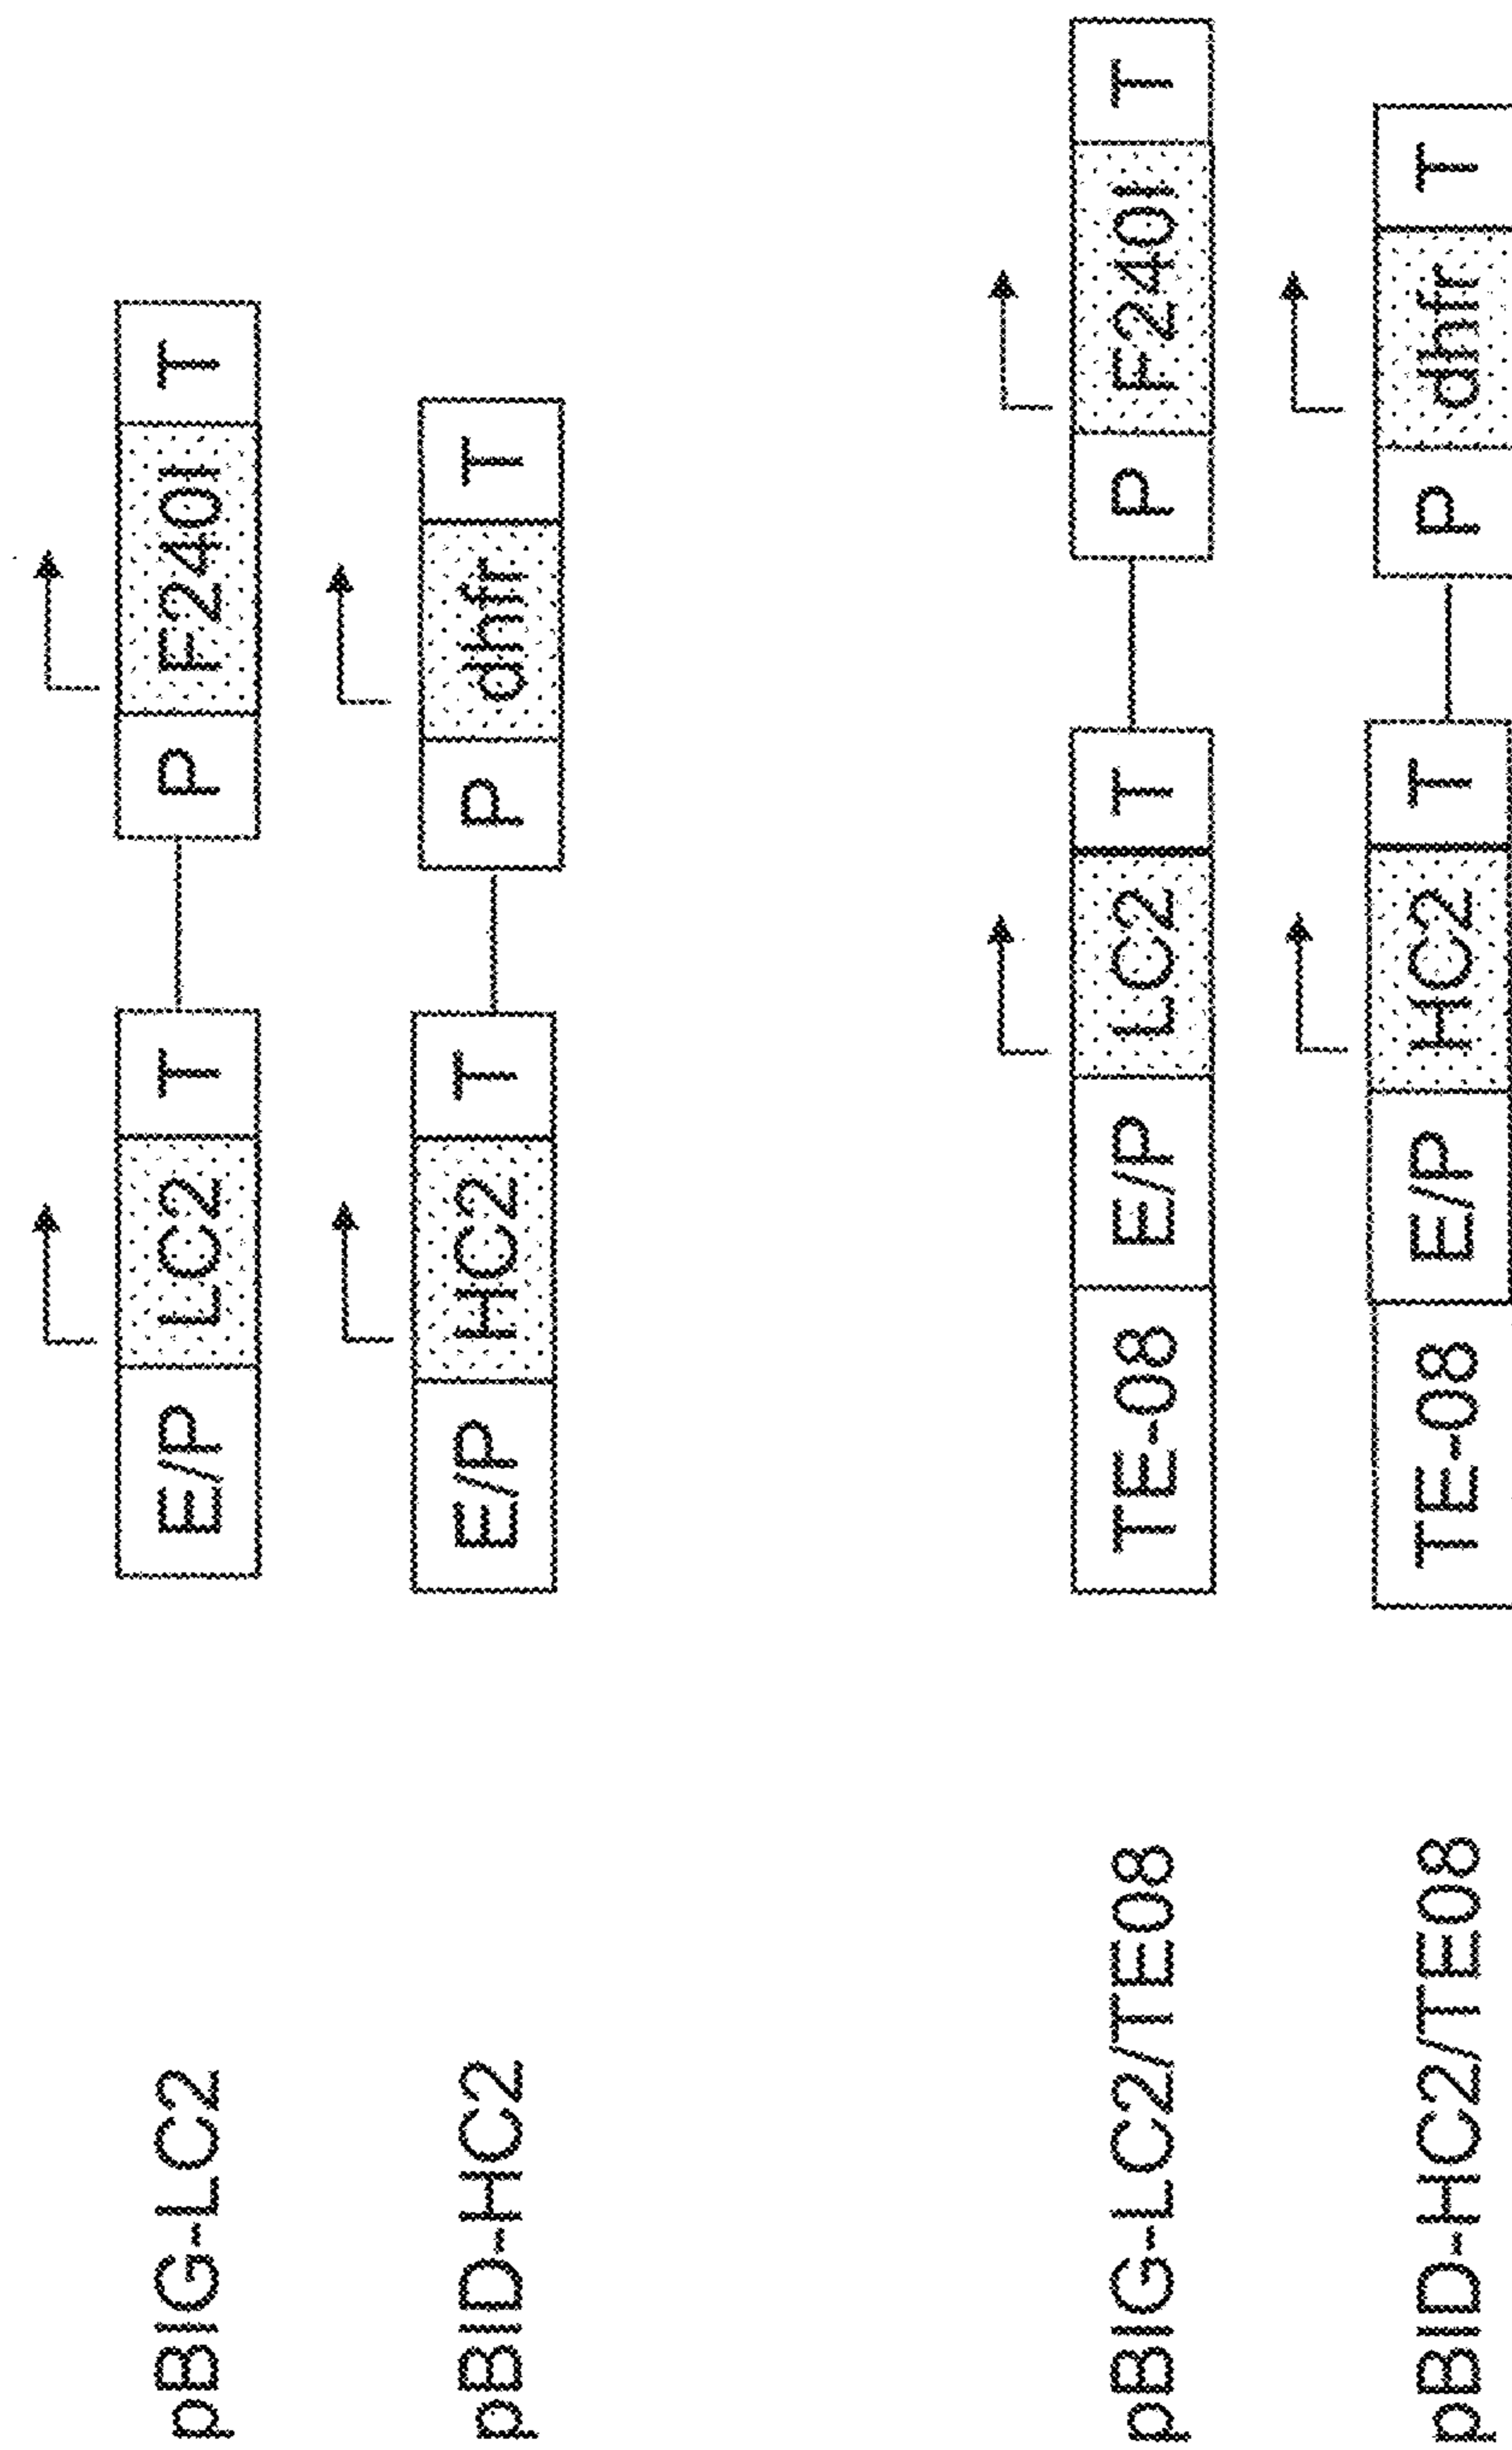 pBIG-LC2 E/P LC2 T P F240I T
pBID-HC2 E/P HC2 T P dhfr T
pBIG-LC2/TE08 TE-08 E/P LC2 T P F240I T
pBID-HC2/TE08 TE-08 E/P HC2 T P dhfr T